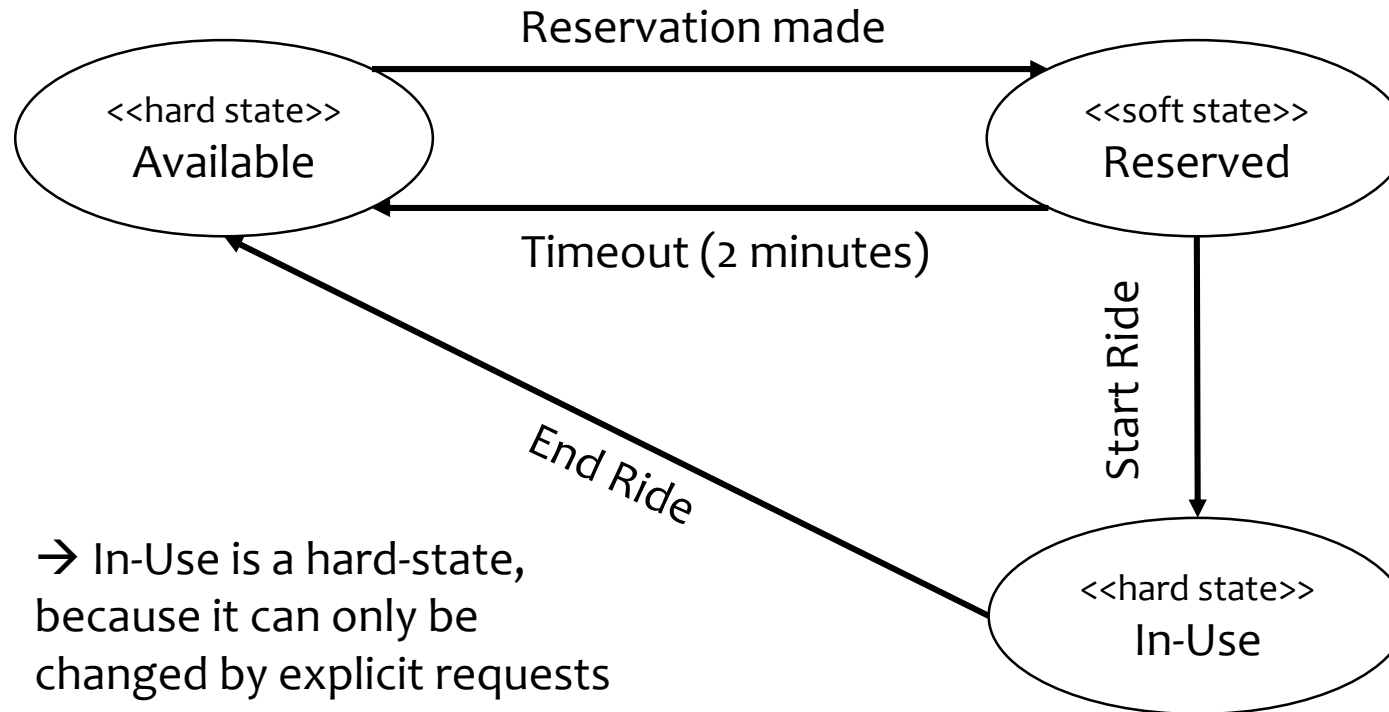 Reservation made
<<hard state>>
Available
<<soft state>>
Reserved
Timeout (2 minutes)
Start Ride
End Ride
→ In-Use is a hard-state,
because it can only be
changed by explicit requests
<<hard state>>
In-Use